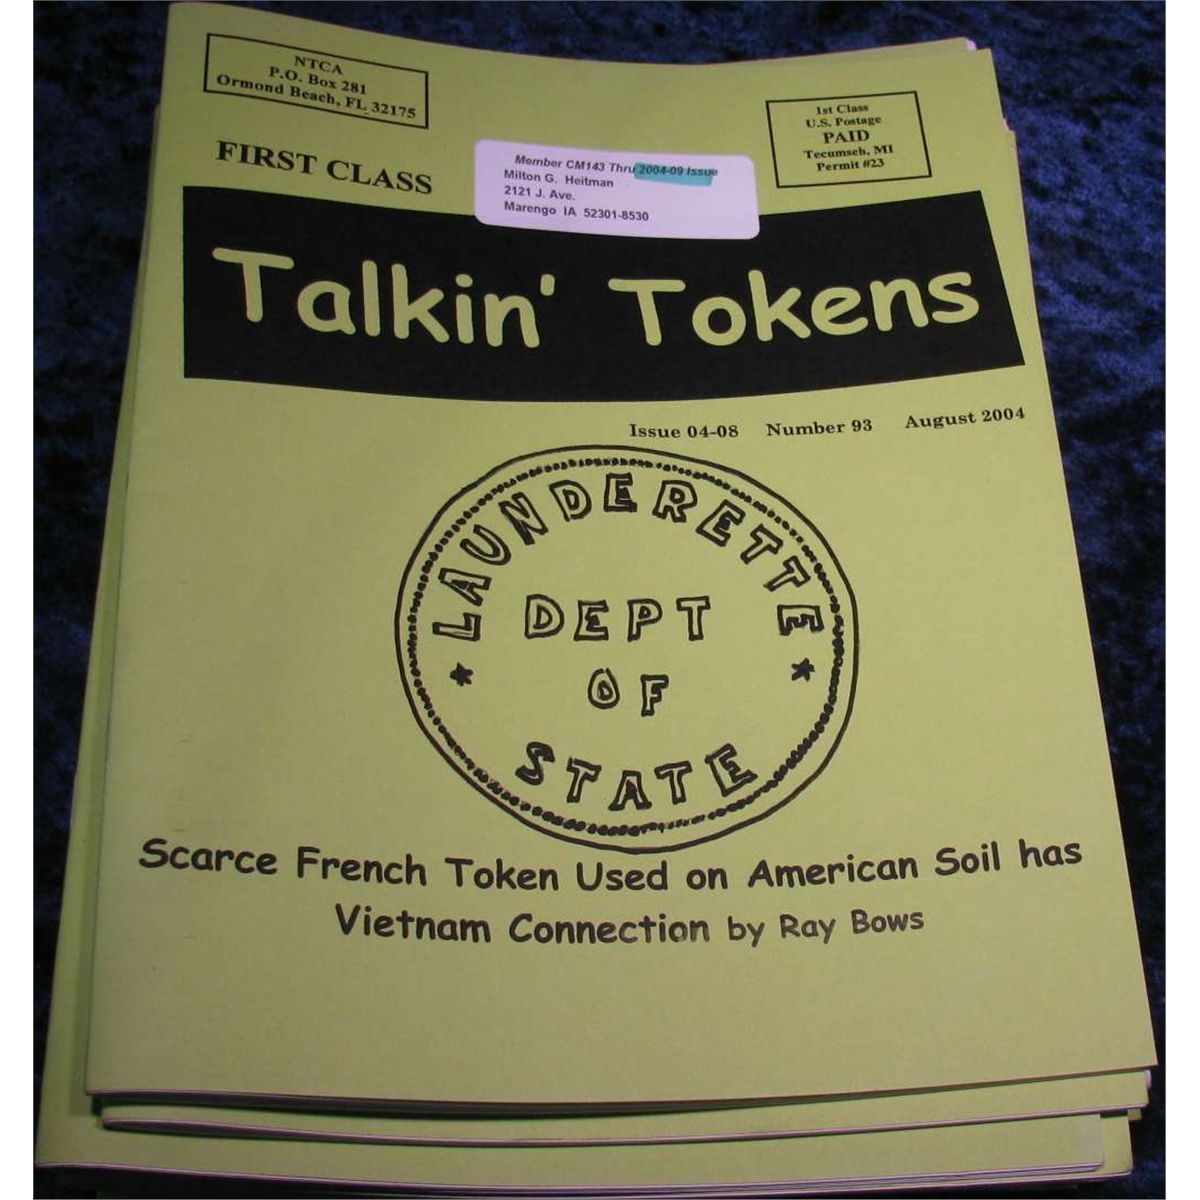 NTCA
P.O. Box 281
Ormond Beach, FL 32175
1st Class
U.S. Postage
PAID
Tecumseh, MI
Permit #23
FIRST CLASS
Member CM143 Thru 2004-09 Issue
Milton G. Heitman
2121 J. Ave.
Marengo IA 52301-8530
Talkin' Tokens
Issue 04-08 Number 93 August 2004
LAUNDERETTE
DEPT
OF
STATE
Scarce French Token Used on American Soil has
Vietnam Connection by Ray Bows